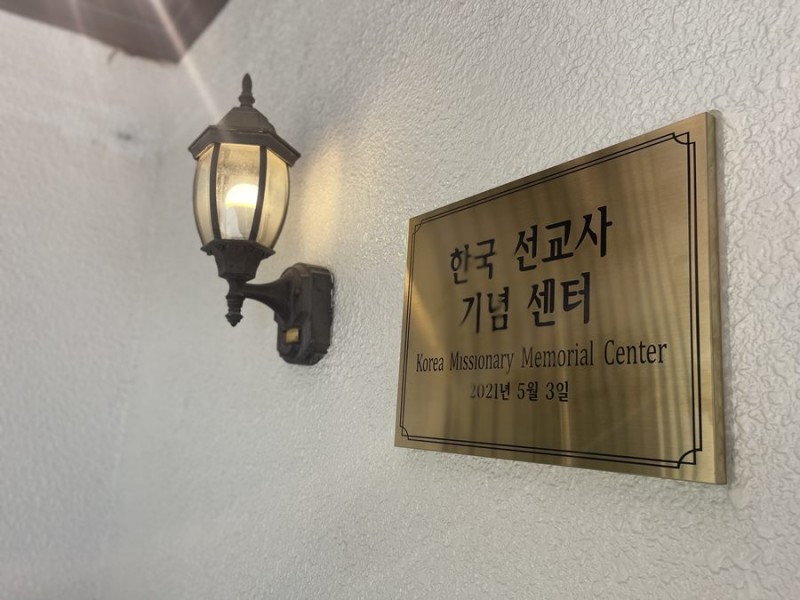 한국 선교사
기념 센터
Korea Missionary Memorial Center
2021년 5월 3일